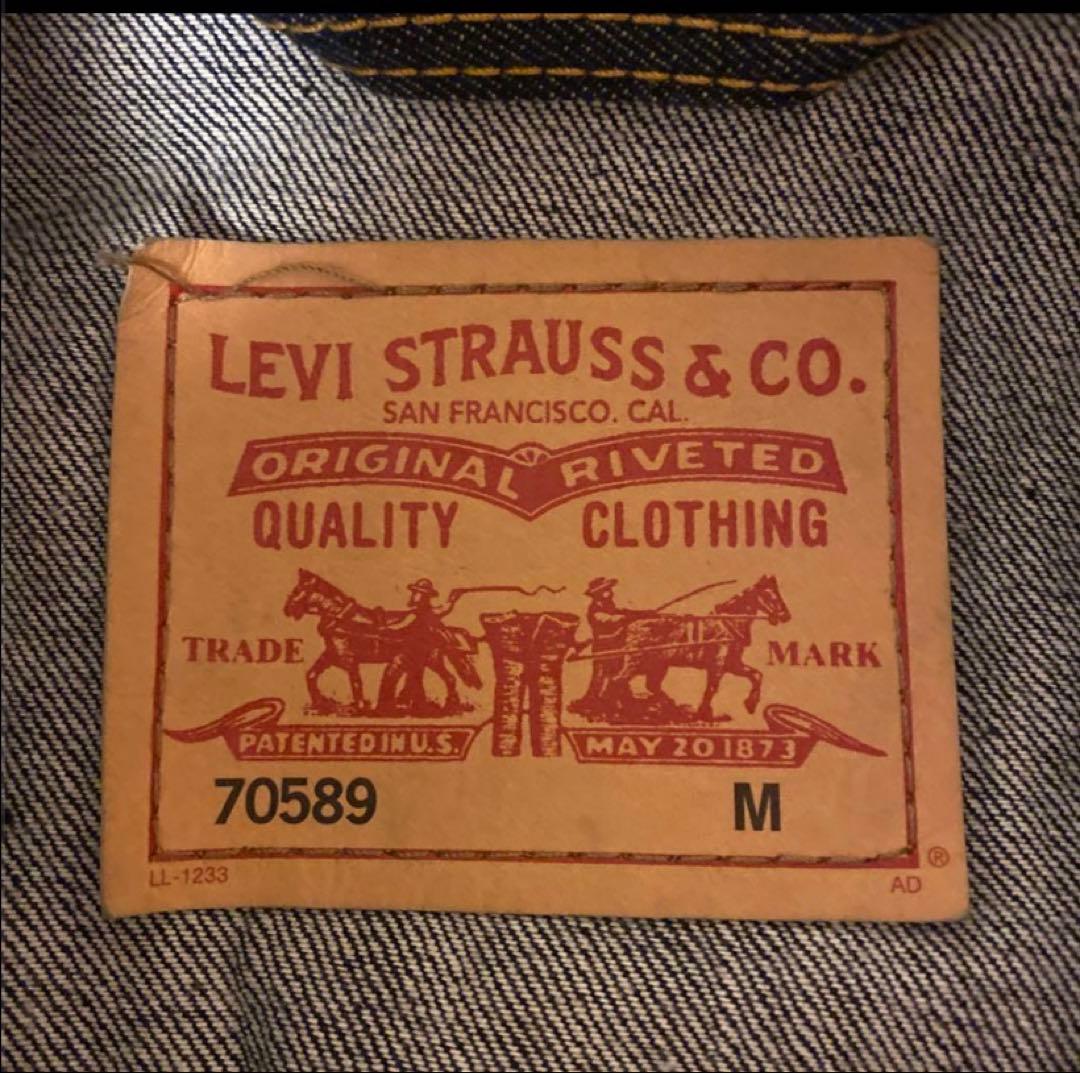 LEVI STRAUSS & CO.
SAN FRANCISCO. CAL.
ORIGINAL RIVETED
QUALITY CLOTHING
TRADE MARK
PATENTED IN U.S. MAY 20 1873
70589 M
LL-1233 AD ®